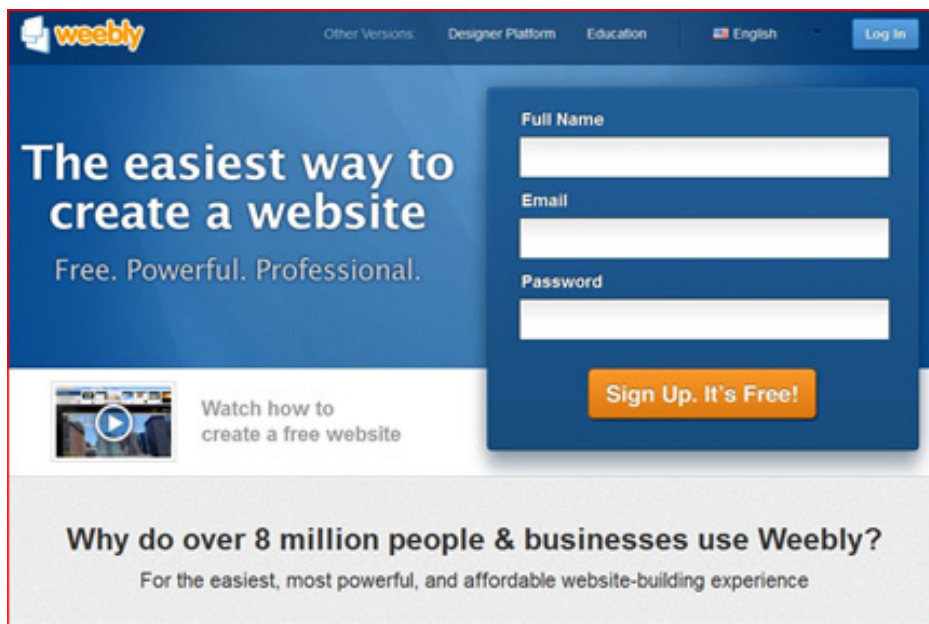 weebly
Other Versions: Designer Platform Education English Log In
The easiest way to
create a website
Free. Powerful. Professional.
Full Name
Email
Password
Sign Up. It's Free!
Watch how to
create a free website
Why do over 8 million people & businesses use Weebly?
For the easiest, most powerful, and affordable website-building experience